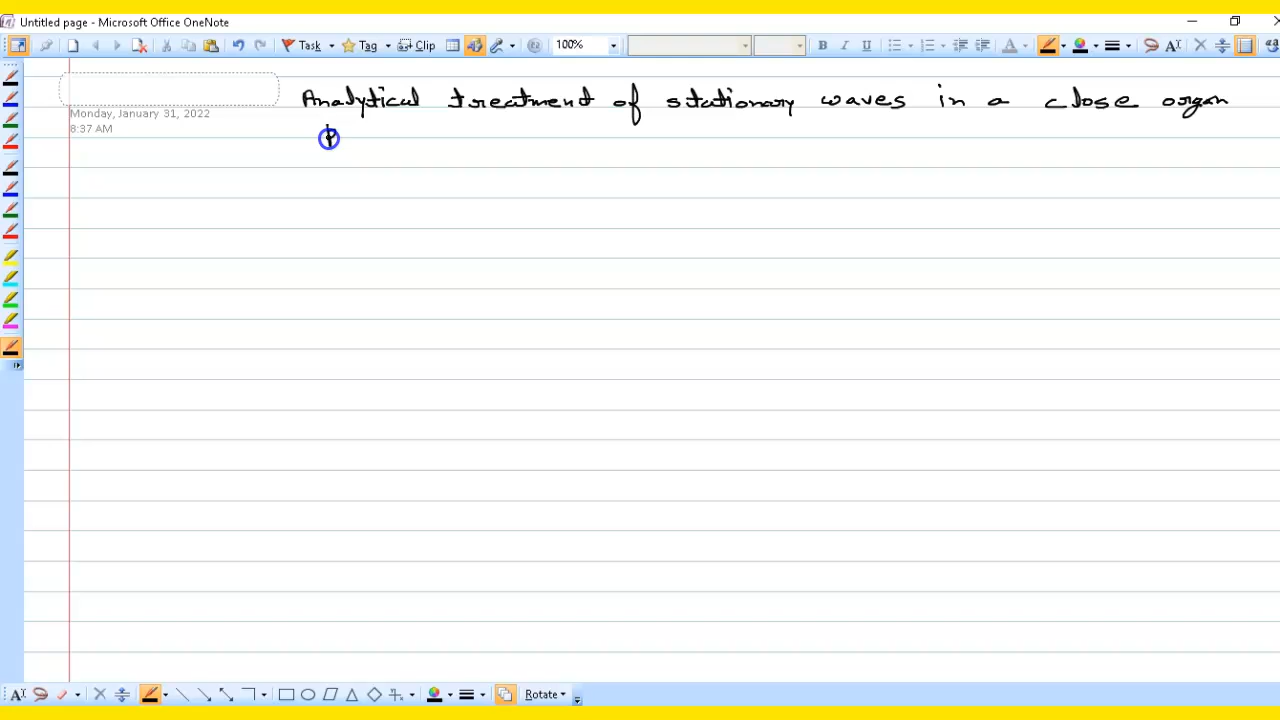 Untitled page - Microsoft Office OneNote
Task Tag Clip 100% B I U A
Analytical treatment of stationary waves in a close organ
p
Monday, January 31, 2022
8:37 AM
Rotate